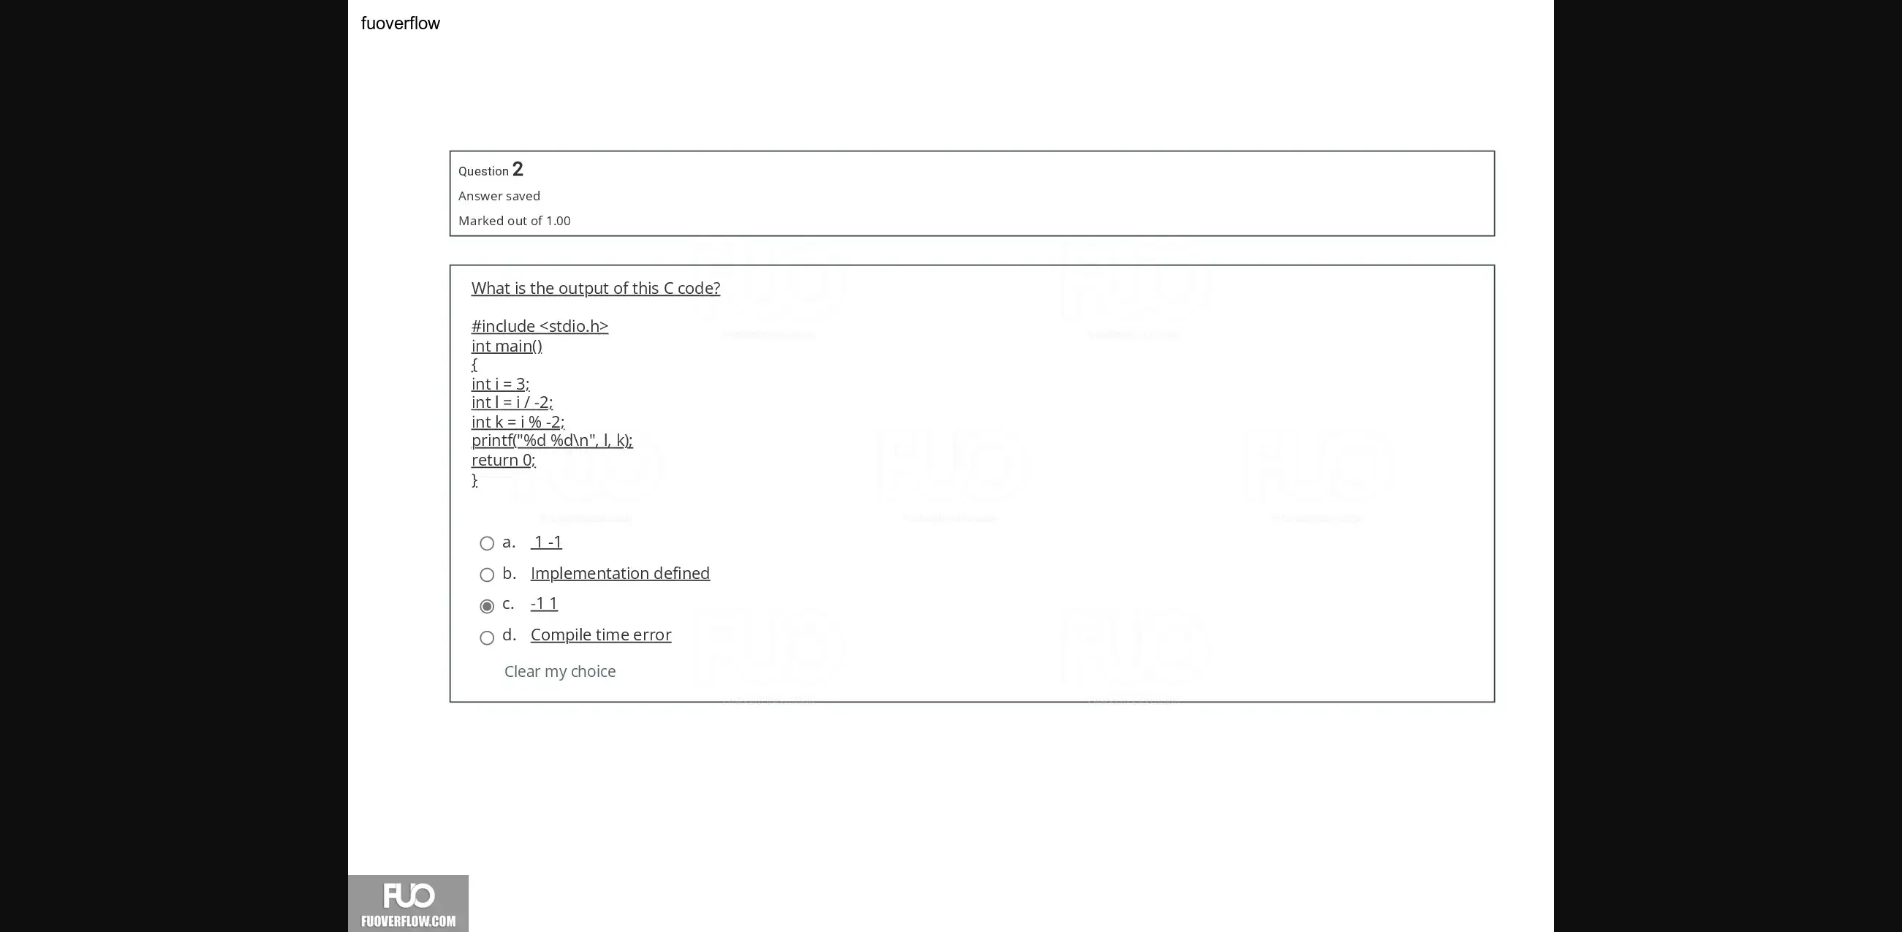 fuoverflow
Question 2
Answer saved
Marked out of 1.00
What is the output of this C code?
#include <stdio.h>
int main()
{
int i = 3;
int l = i / -2;
int k = i % -2;
printf("%d %d\n", l, k);
return 0;
}
a. 1 -1
b. Implementation defined
c. -1 1
d. Compile time error
Clear my choice
FUO
FUOVERFLOW.COM